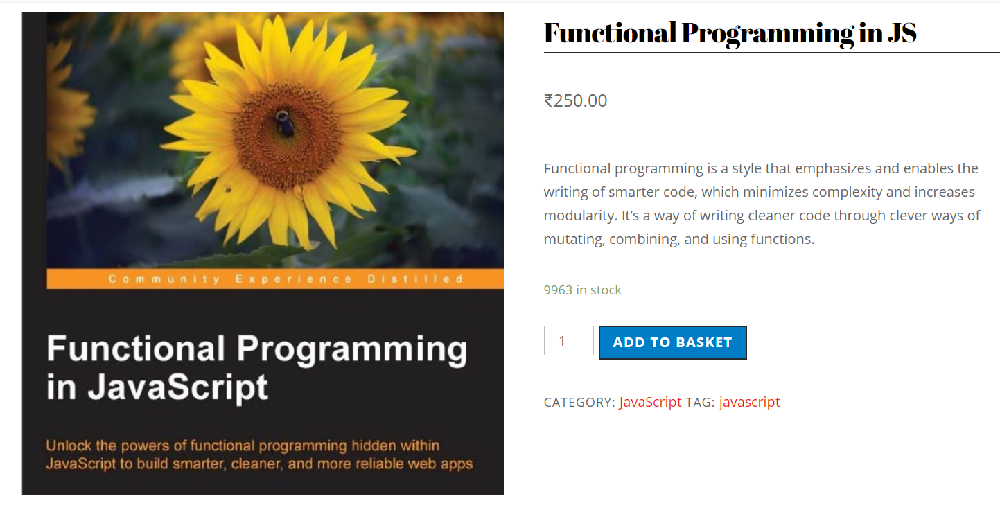 Community Experience Distilled
Functional Programming
in JavaScript
Unlock the powers of functional programming hidden within
JavaScript to build smarter, cleaner, and more reliable web apps
Functional Programming in JS
₹250.00
Functional programming is a style that emphasizes and enables the
writing of smarter code, which minimizes complexity and increases
modularity. It’s a way of writing cleaner code through clever ways of
mutating, combining, and using functions.
9963 in stock
1
ADD TO BASKET
CATEGORY: JavaScript TAG: javascript